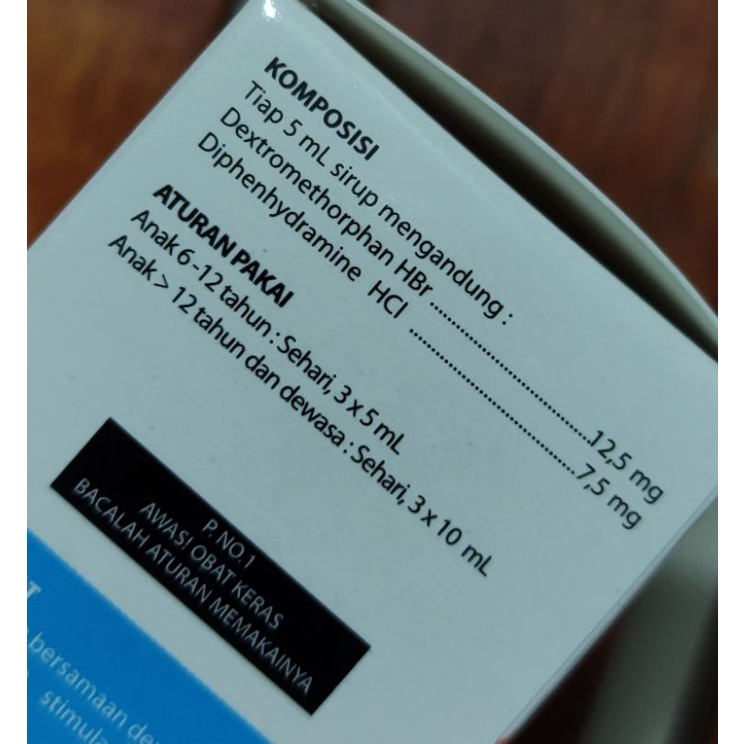 KOMPOSISI
Tiap 5 mL sirup mengandung :
Dextromethorphan HBr ........................... 12,5 mg
Diphenhydramine HCl ........................... 7,5 mg
ATURAN PAKAI
Anak 6 -12 tahun : Sehari, 3 x 5 mL
Anak > 12 tahun dan dewasa : Sehari, 3 x 10 mL
P. NO.1
AWASI OBAT KERAS
BACALAH ATURAN MEMAKAINYA
bersamaan